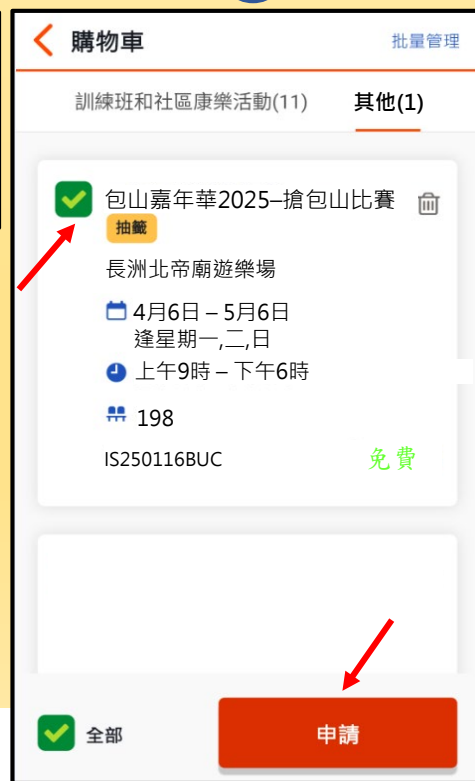 購物車
批量管理
訓練班和社區康樂活動(11)
其他(1)
包山嘉年華2025–搶包山比賽
抽籤
長洲北帝廟遊樂場
4月6日 – 5月6日
逢星期一,二,日
上午9時 – 下午6時
198
IS250116BUC
免費
全部
申請